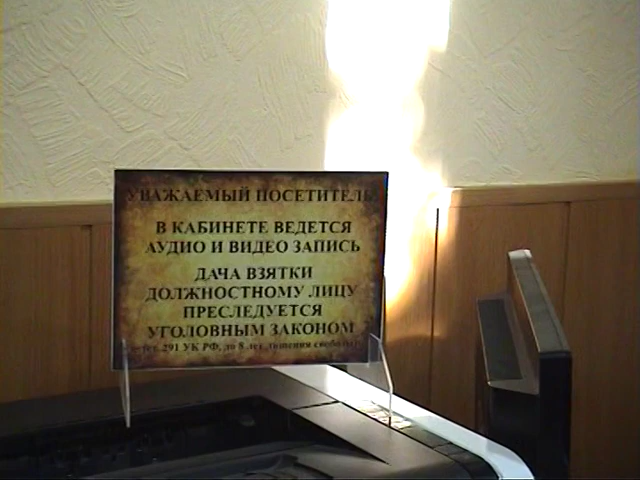 УВАЖАЕМЫЙ ПОСЕТИТЕЛЬ
В КАБИНЕТЕ ВЕДЕТСЯ
АУДИО И ВИДЕО ЗАПИСЬ
ДАЧА ВЗЯТКИ
ДОЛЖНОСТНОМУ ЛИЦУ
ПРЕСЛЕДУЕТСЯ
УГОЛОВНЫМ ЗАКОНОМ
291 УК РФ, до 8 лет лишения свободы